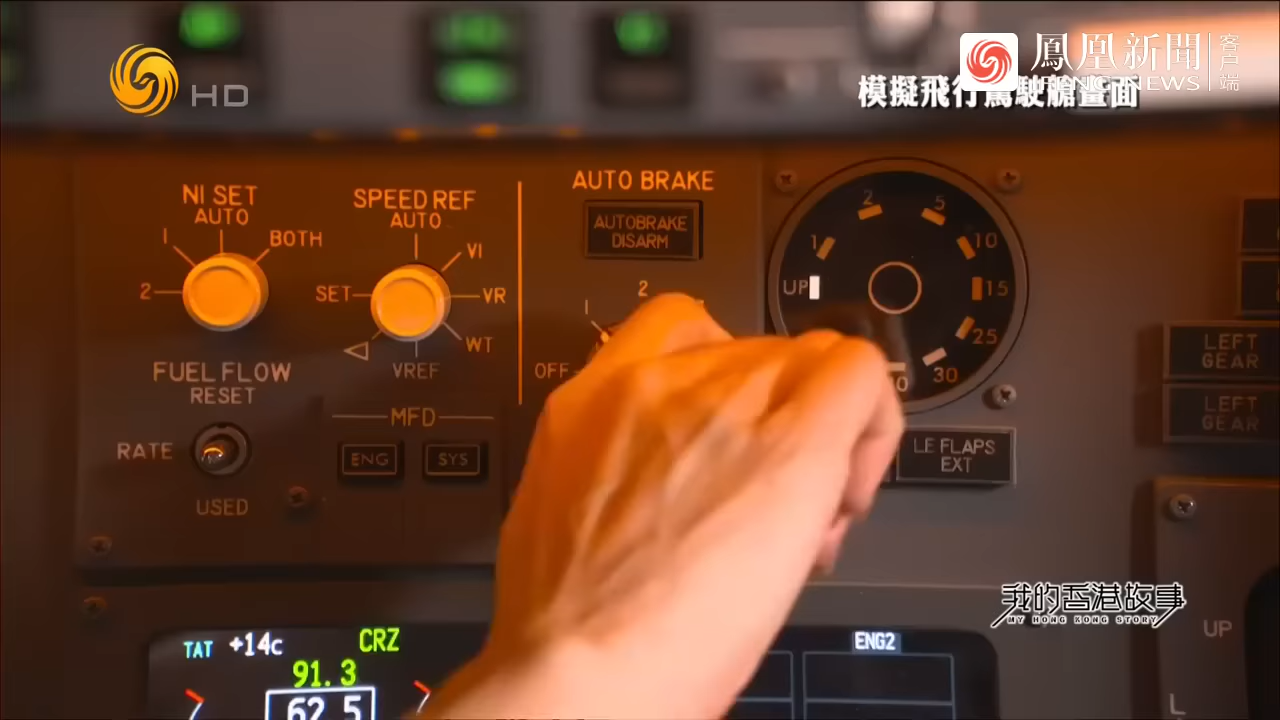 HD
鳳凰新聞
客戶端
IFENG NEWS
模擬飛行駕駛艙畫面
N1 SET
AUTO
1
BOTH
2
SPEED REF
AUTO
V1
SET
VR
WT
VREF
AUTO BRAKE
AUTOBRAKE
DISARM
1
2
OFF
UP
1
2
5
10
15
25
30
FUEL FLOW
RESET
RATE
USED
MFD
ENG
SYS
LE FLAPS
EXT
LEFT
GEAR
LEFT
GEAR
UP
L
我的香港故事
MY HONG KONG STORY
TAT +14c
CRZ
91.3
62.5
ENG2